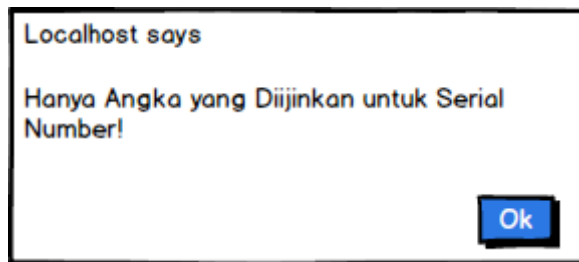 Localhost says
Hanya Angka yang Diijinkan untuk Serial
Number!
Ok